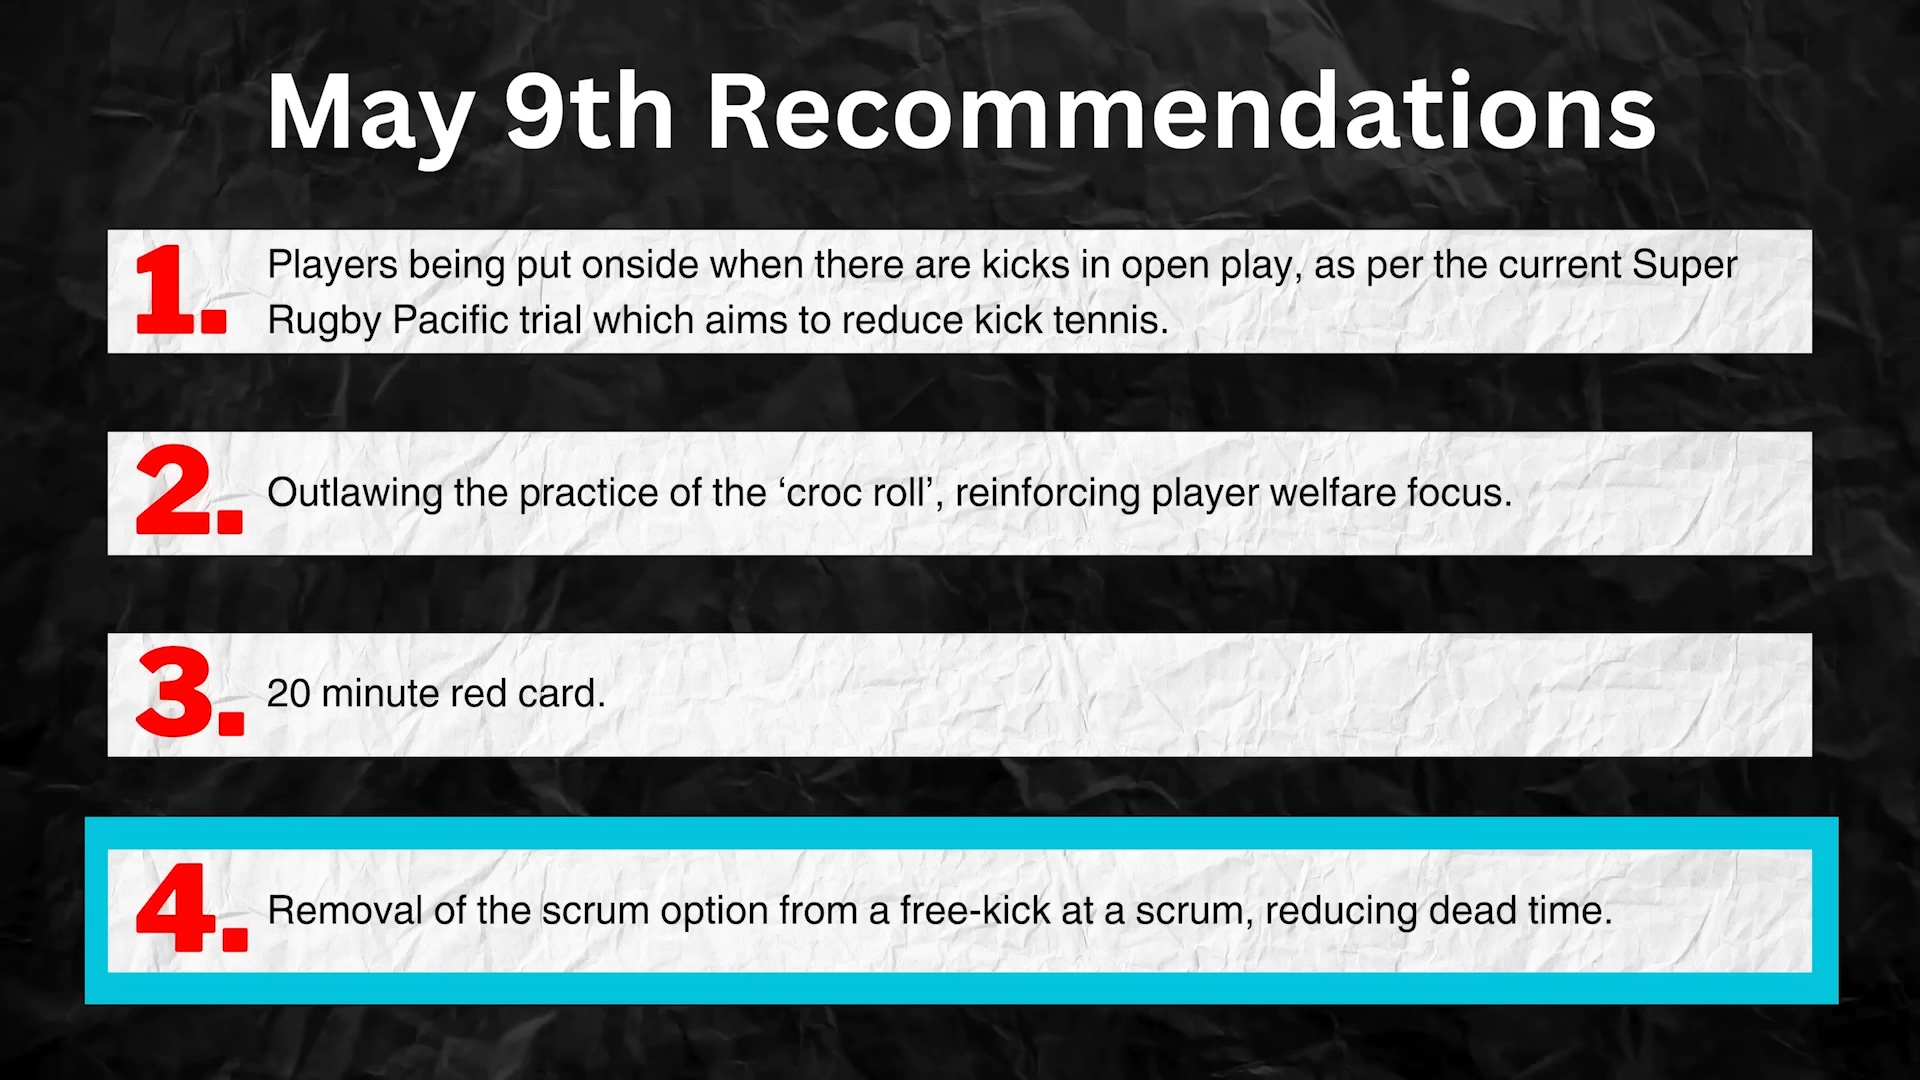 May 9th Recommendations
1. Players being put onside when there are kicks in open play, as per the current Super
Rugby Pacific trial which aims to reduce kick tennis.
2. Outlawing the practice of the ‘croc roll’, reinforcing player welfare focus.
3. 20 minute red card.
4. Removal of the scrum option from a free-kick at a scrum, reducing dead time.